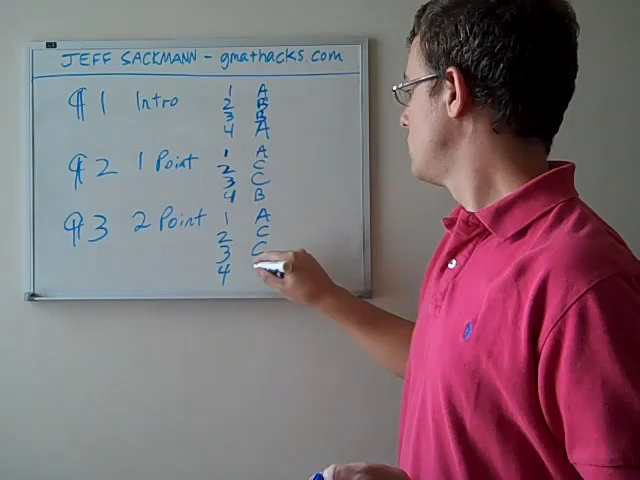 JEFF SACKMANN - gmathacks.com
¶ 1 Intro 1 A
2 B
3 B
4 A
¶ 2 1 Point 1 A
2 C
3 C
4 B
¶ 3 2 Point 1 A
2 C
3 C
4